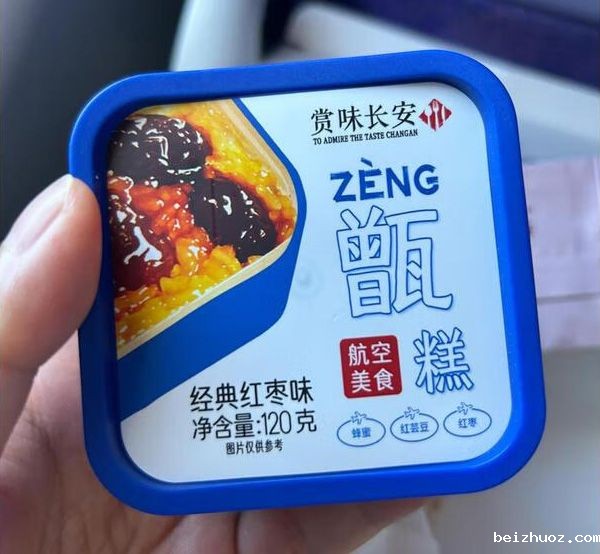 赏味长安
TO ADMIRE THE TASTE CHANGAN
ZÈNG
甑
糕
航空
美食
经典红枣味
净含量:120克
图片仅供参考
蜂蜜
红芸豆
红枣
beizhuoz.com